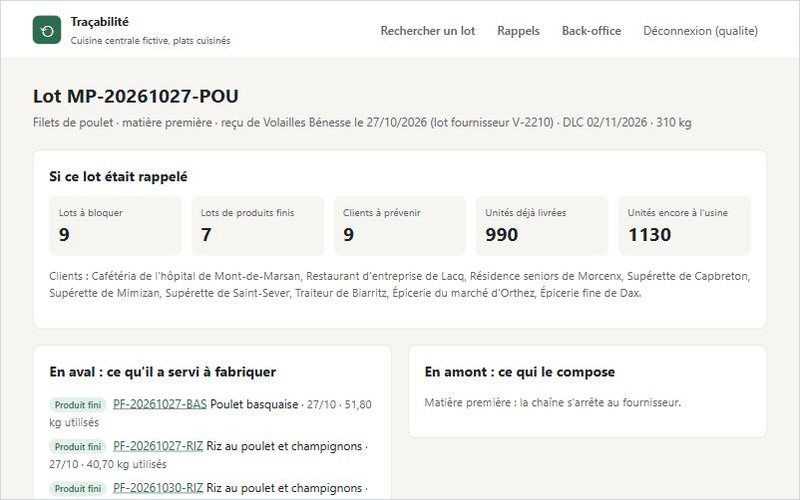 Traçabilité
Cuisine centrale fictive, plats cuisinés
Rechercher un lot
Rappels
Back-office
Déconnexion (qualite)
Lot MP-20261027-POU
Filets de poulet · matière première · reçu de Volailles Bénesse le 27/10/2026 (lot fournisseur V-2210) · DLC 02/11/2026 · 310 kg
Si ce lot était rappelé
Lots à bloquer
9
Lots de produits finis
7
Clients à prévenir
9
Unités déjà livrées
990
Unités encore à l'usine
1130
Clients : Cafétéria de l'hôpital de Mont-de-Marsan, Restaurant d'entreprise de Lacq, Résidence seniors de Morcenx, Supérette de Capbreton,
Supérette de Mimizan, Supérette de Saint-Sever, Traiteur de Biarritz, Épicerie du marché d'Orthez, Épicerie fine de Dax.
En aval : ce qu'il a servi à fabriquer
Produit fini PF-20261027-BAS Poulet basquaise · 27/10 · 51,80
kg utilisés
Produit fini PF-20261027-RIZ Riz au poulet et champignons ·
27/10 · 40,70 kg utilisés
Produit fini PF-20261030-RIZ Riz au poulet et champignons ·
En amont : ce qui le compose
Matière première : la chaîne s'arrête au fournisseur.